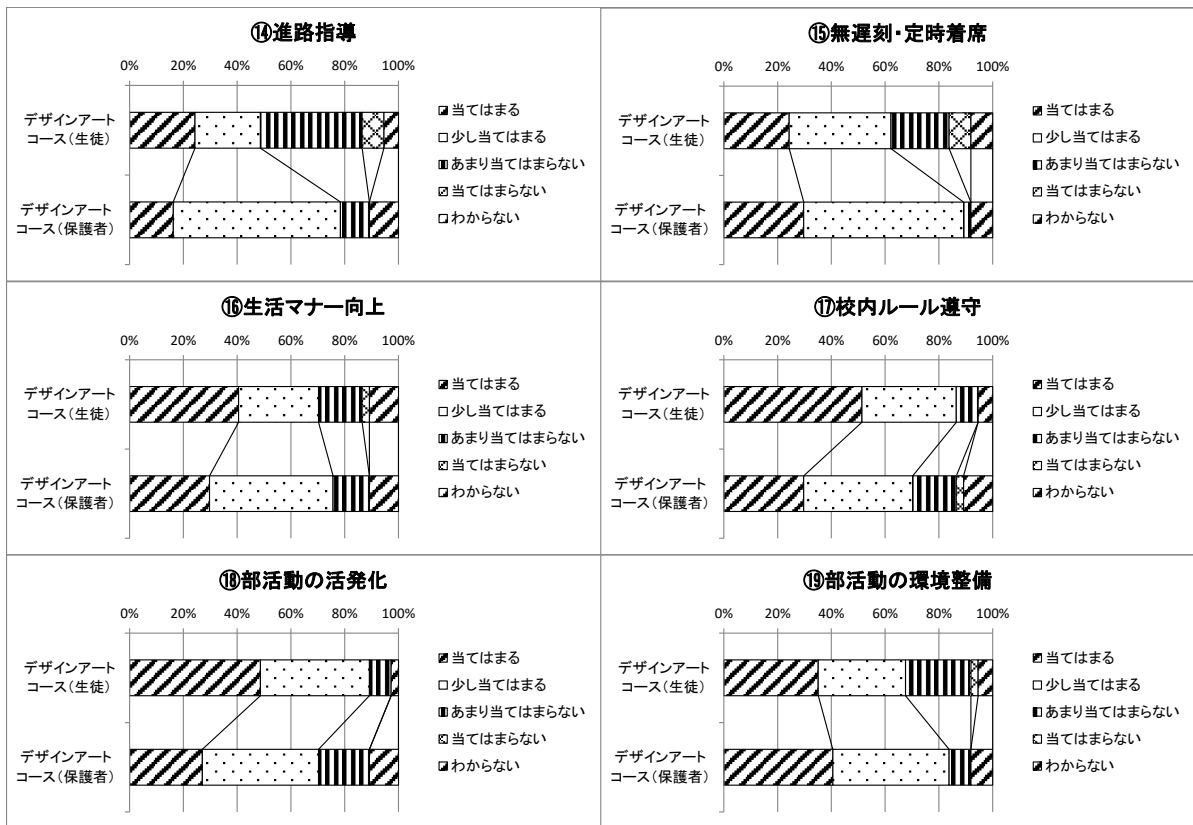 ⑭進路指導
0% 20% 40% 60% 80% 100%
デザインアート
コース(生徒)
デザインアート
コース(保護者)
当てはまる
少し当てはまる
あまり当てはまらない
当てはまらない
わからない
⑮無遅刻・定時着席
0% 20% 40% 60% 80% 100%
デザインアート
コース(生徒)
デザインアート
コース(保護者)
当てはまる
少し当てはまる
あまり当てはまらない
当てはまらない
わからない
⑯生活マナー向上
0% 20% 40% 60% 80% 100%
デザインアート
コース(生徒)
デザインアート
コース(保護者)
当てはまる
少し当てはまる
あまり当てはまらない
当てはまらない
わからない
⑰校内ルール遵守
0% 20% 40% 60% 80% 100%
デザインアート
コース(生徒)
デザインアート
コース(保護者)
当てはまる
少し当てはまる
あまり当てはまらない
当てはまらない
わからない
⑱部活動の活発化
0% 20% 40% 60% 80% 100%
デザインアート
コース(生徒)
デザインアート
コース(保護者)
当てはまる
少し当てはまる
あまり当てはまらない
当てはまらない
わからない
⑲部活動の環境整備
0% 20% 40% 60% 80% 100%
デザインアート
コース(生徒)
デザインアート
コース(保護者)
当てはまる
少し当てはまる
あまり当てはまらない
当てはまらない
わからない